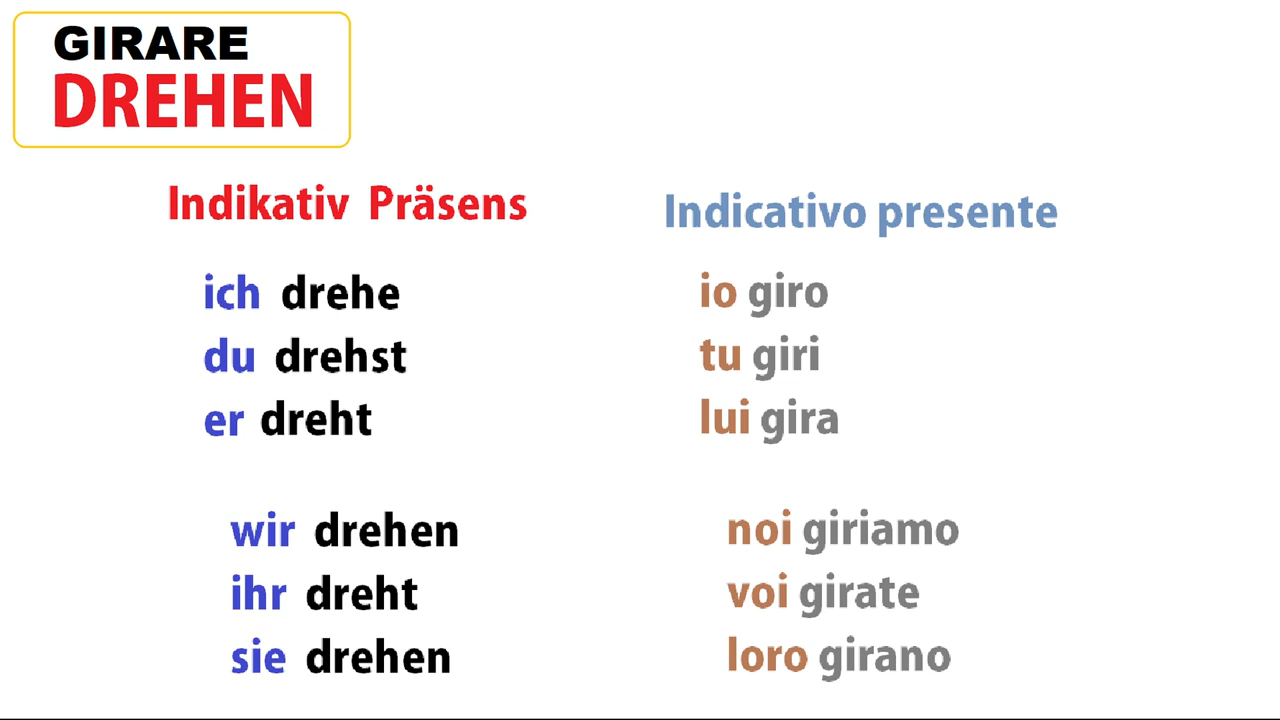 GIRARE
DREHEN
Indikativ Präsens
ich drehe
du drehst
er dreht
wir drehen
ihr dreht
sie drehen
Indicativo presente
io giro
tu giri
lui gira
noi giriamo
voi girate
loro girano